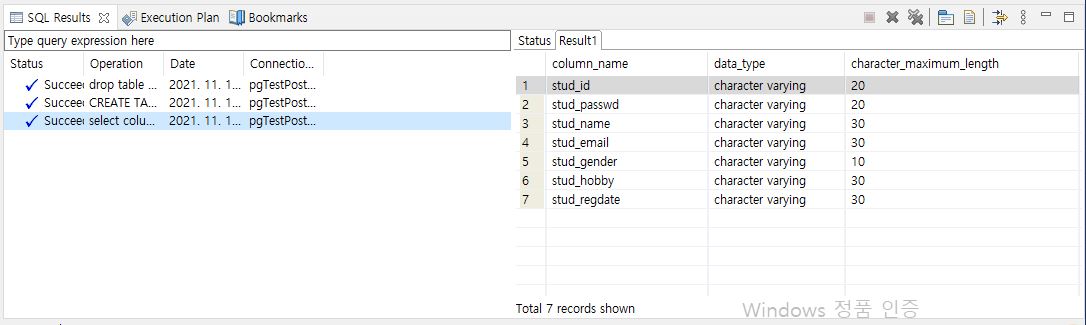 SQL Results Execution Plan Bookmarks
Type query expression here
Status Operation Date Connectio...
Succee drop table ... 2021. 11. 1... pgTestPost...
Succee CREATE TA... 2021. 11. 1... pgTestPost...
Succee select colu... 2021. 11. 1... pgTestPost...
Status Result1
column_name data_type character_maximum_length
1 stud_id character varying 20
2 stud_passwd character varying 20
3 stud_name character varying 30
4 stud_email character varying 30
5 stud_gender character varying 10
6 stud_hobby character varying 30
7 stud_regdate character varying 30
Total 7 records shown
Windows 정품 인증